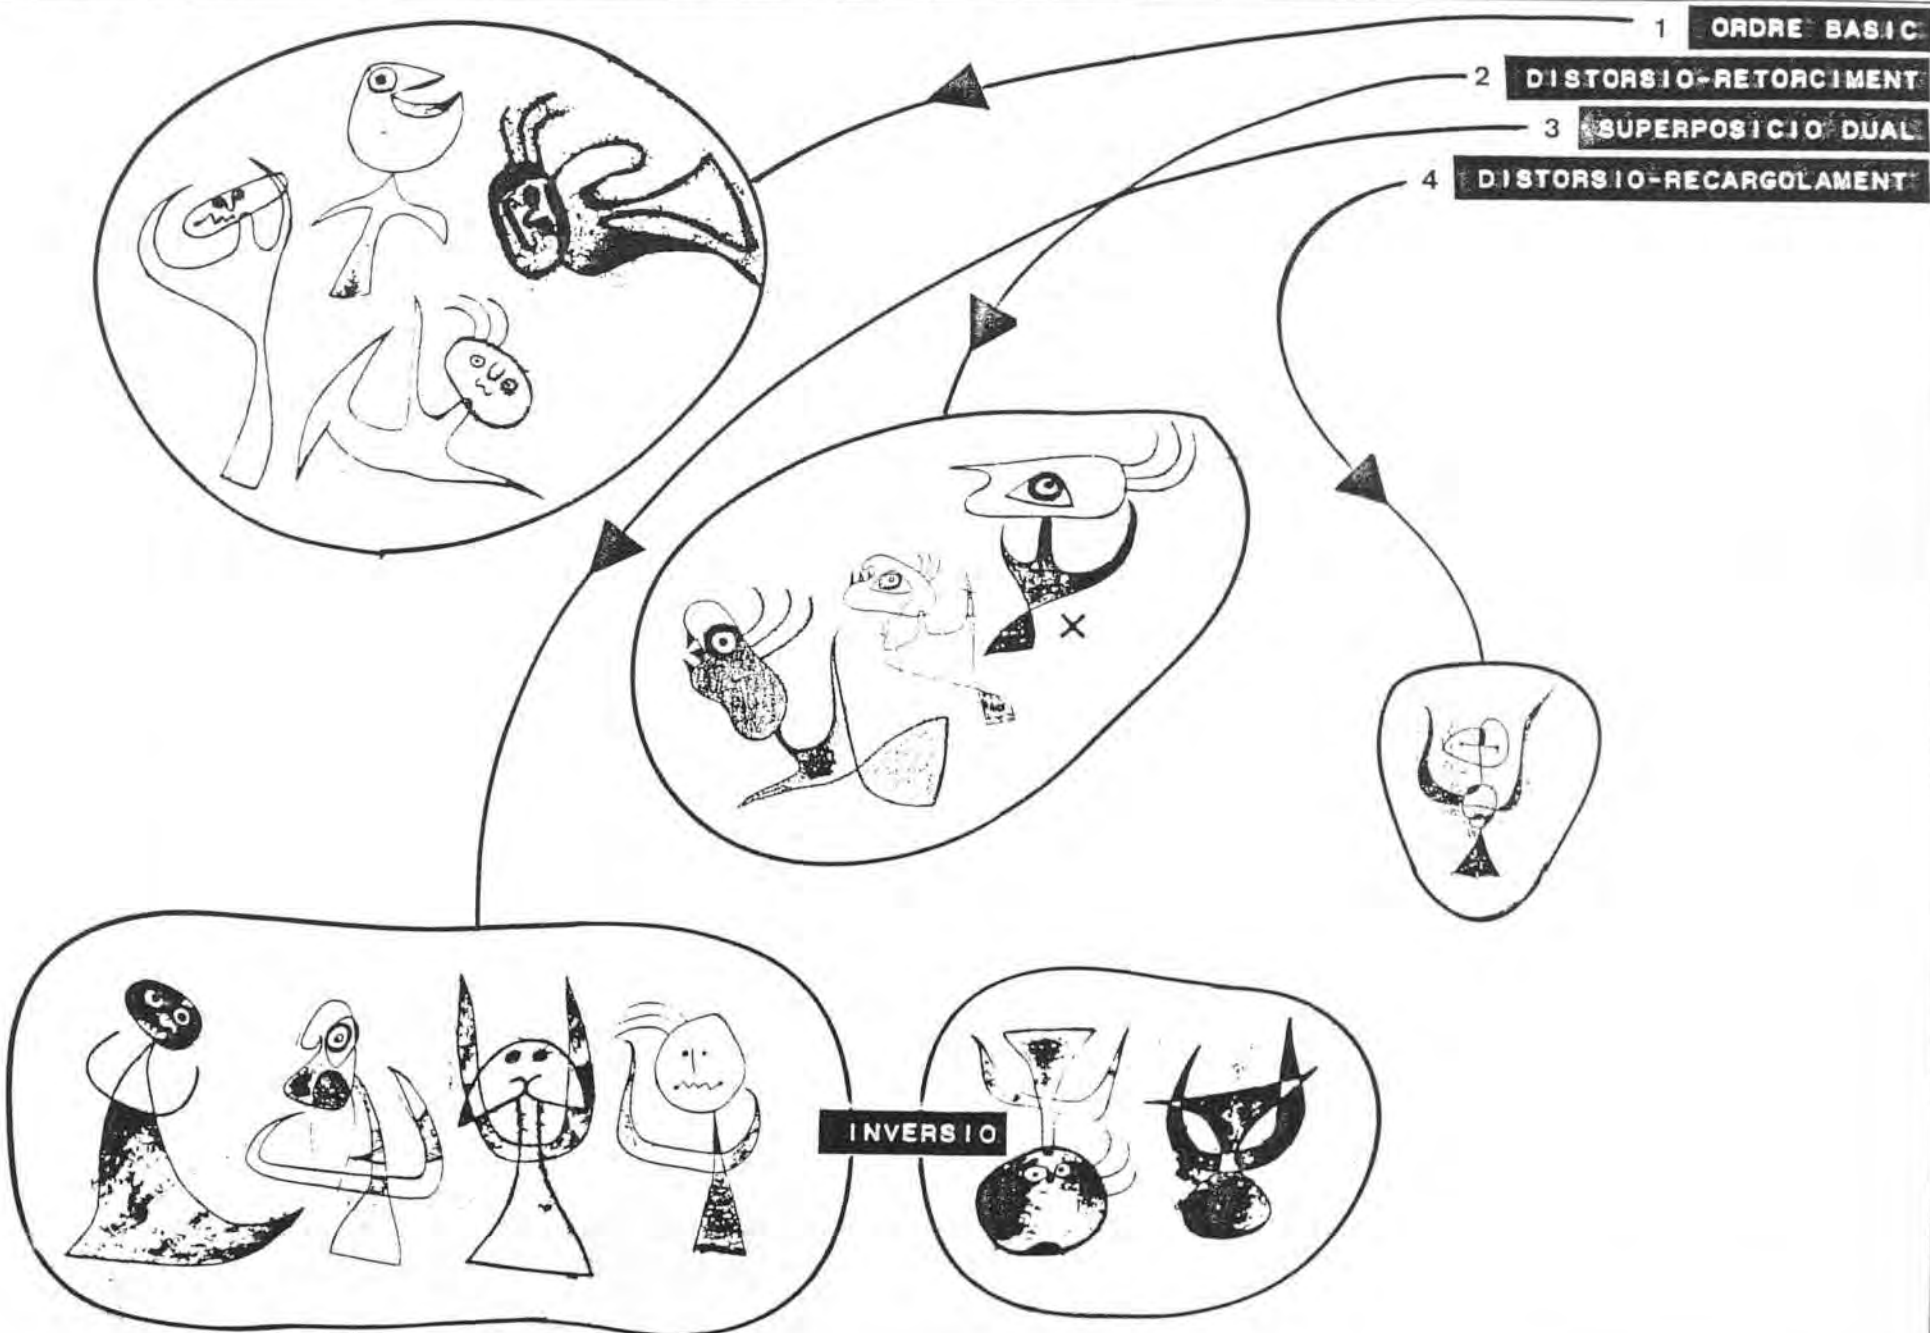 1 ORDRE BASIC
2 DISTORSIO-RETORCIMENT
3 SUPERPOSICIO DUAL
4 DISTORSIO-RECARGOLAMENT
INVERSIO